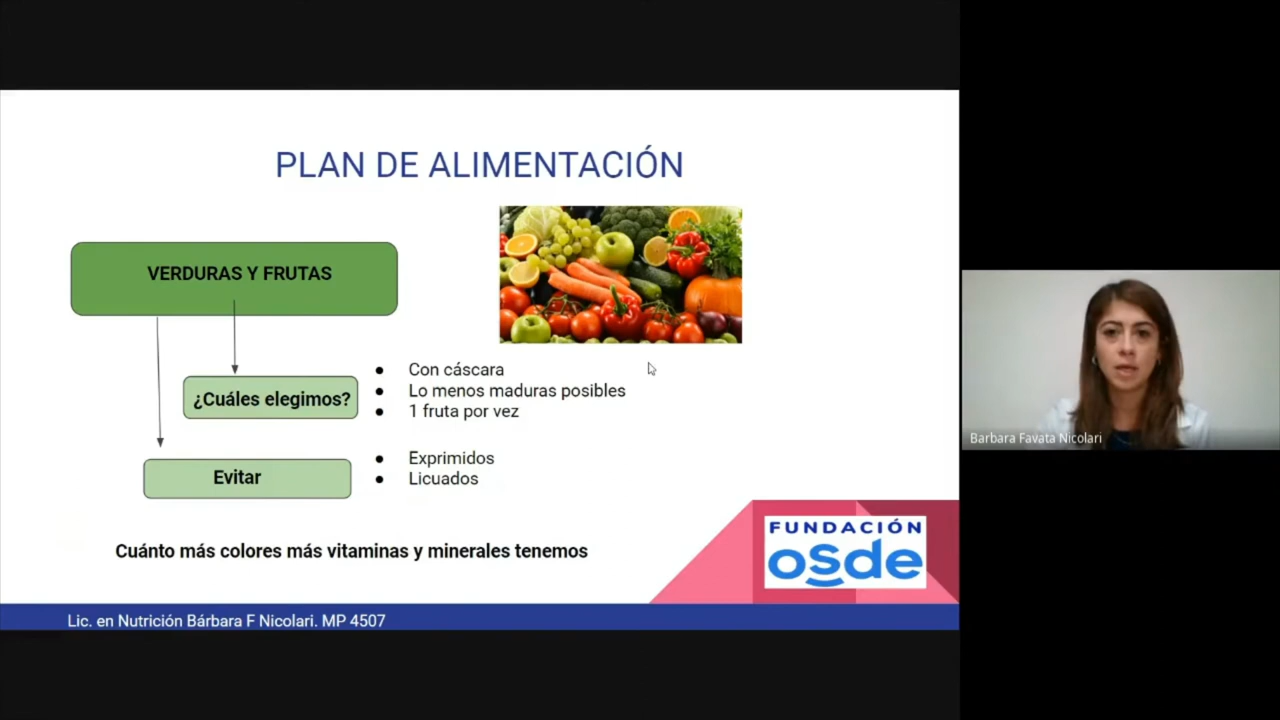 PLAN DE ALIMENTACIÓN
VERDURAS Y FRUTAS
¿Cuáles elegimos?
● Con cáscara
● Lo menos maduras posibles
● 1 fruta por vez
Evitar
● Exprimidos
● Licuados
Cuánto más colores más vitaminas y minerales tenemos
FUNDACIÓN
osde
Lic. en Nutrición Bárbara F Nicolari. MP 4507
Barbara Favata Nicolari